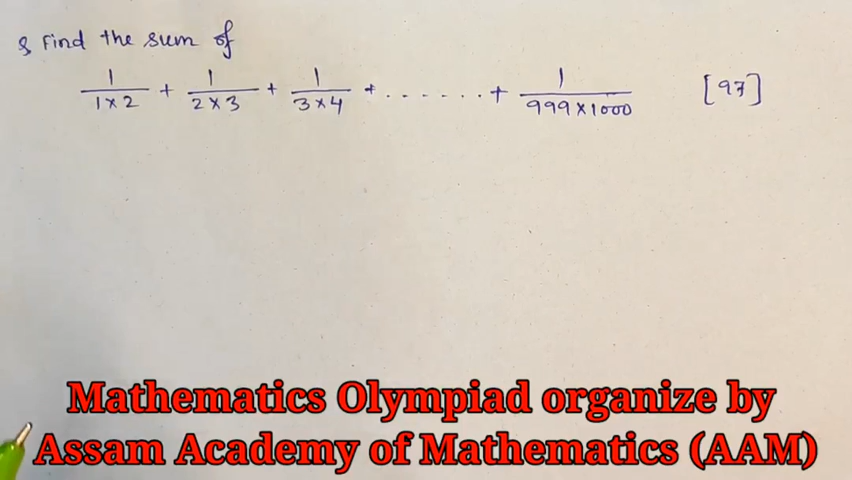 Q Find the sum of
1/(1×2) + 1/(2×3) + 1/(3×4) + ...... + 1/(999×1000) [97]
Mathematics Olympiad organize by
Assam Academy of Mathematics (AAM)